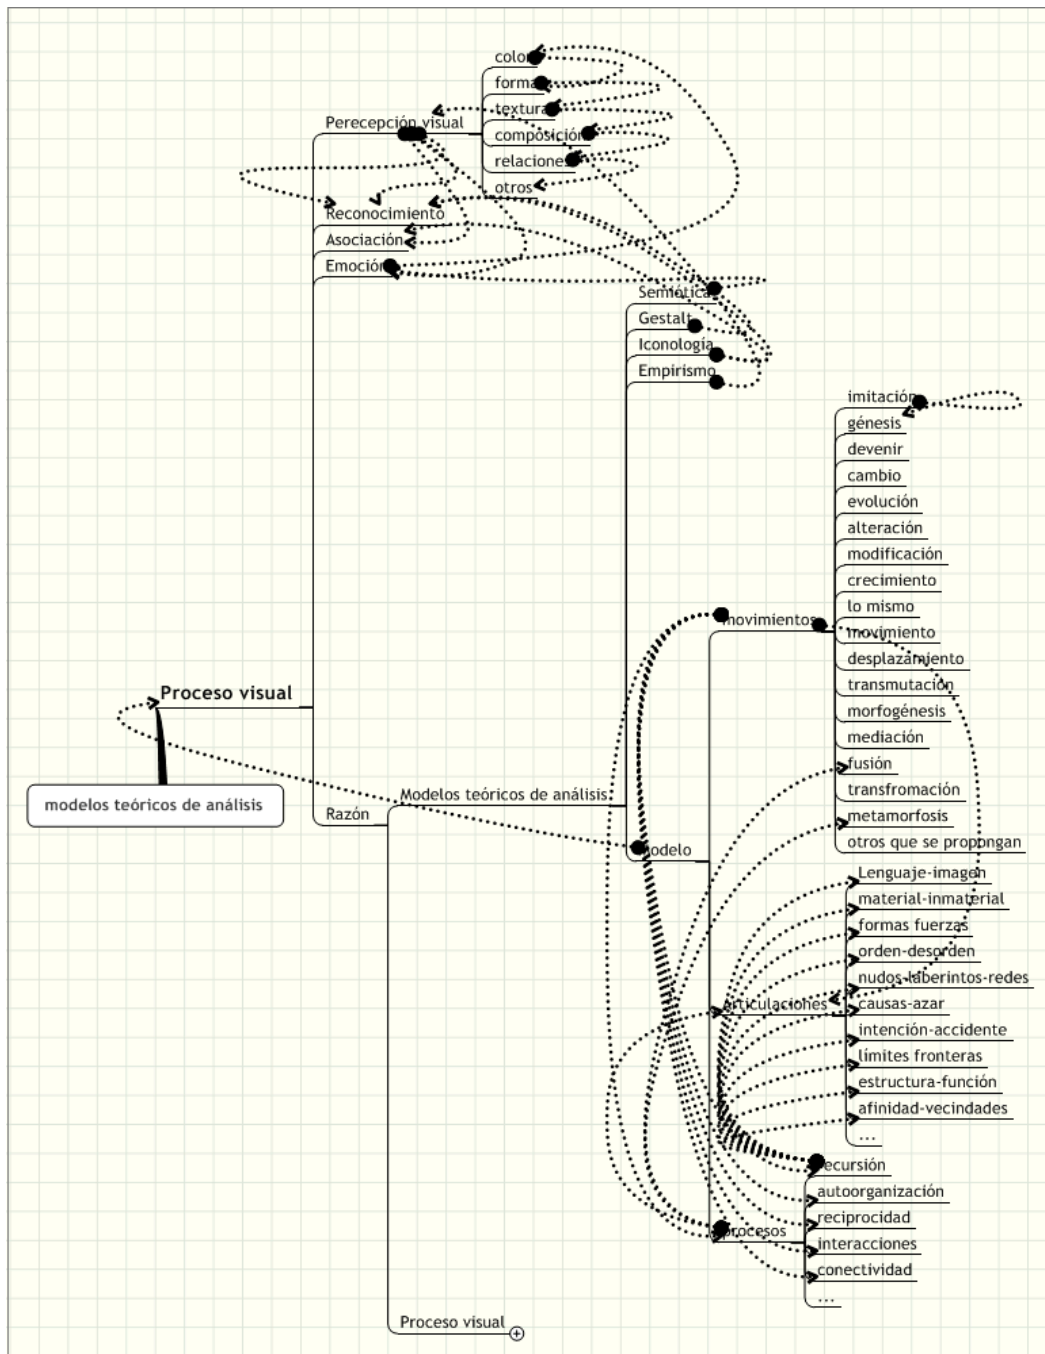 color
forma
textura
Perecepción visual
composición
relaciones
otros
Reconocimiento
Asociación
Emoción
Semiótica
Gestalt
Iconología
Empirismo
imitación
génesis
devenir
cambio
evolución
alteración
modificación
crecimiento
lo mismo
movimientos
movimiento
desplazamiento
Proceso visual
transmutación
morfogénesis
mediación
fusión
modelos teóricos de análisis
Modelos teóricos de análisis
transfromación
Razón
metamorfosis
otros que se propongan
modelo
Lenguaje-imagen
material-inmaterial
formas fuerzas
orden-desorden
nudos-laberintos-redes
Articulaciones
causas-azar
intención-accidente
límites fronteras
estructura-función
afinidad-vecindades
...
recursión
autoorganización
reciprocidad
procesos
interacciones
conectividad
...
Proceso visual